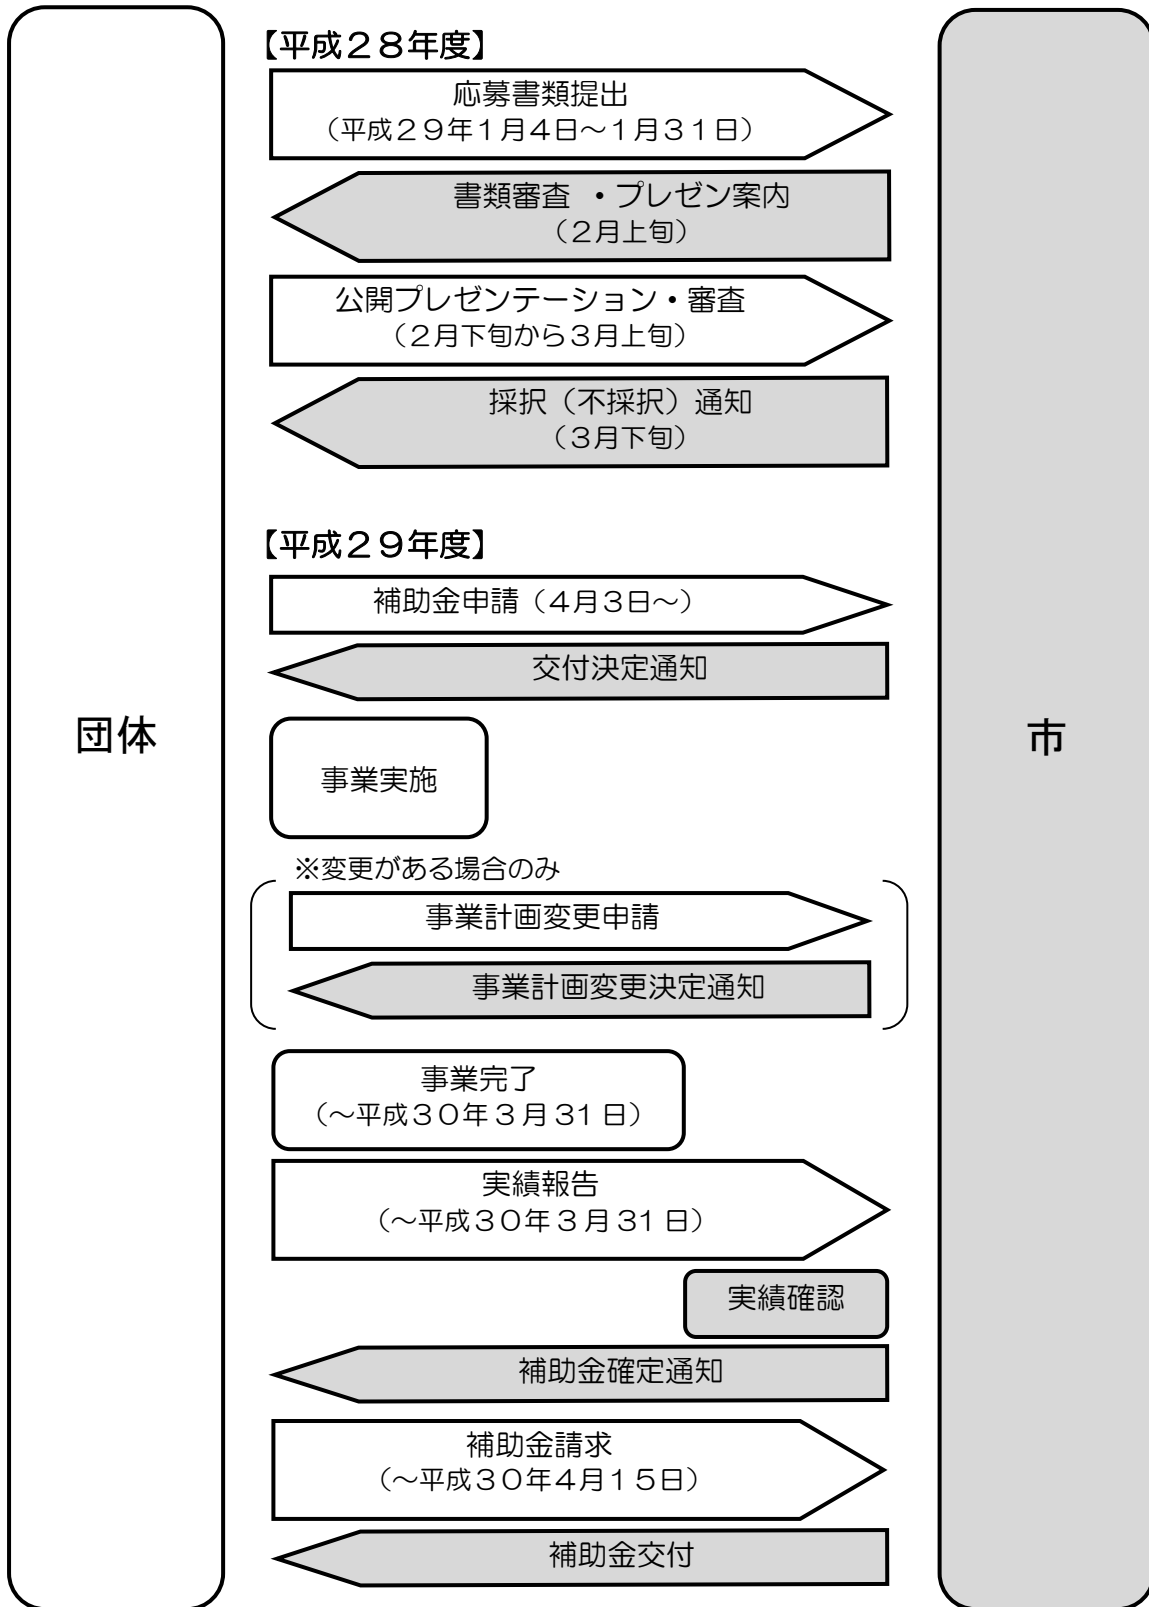 【平成２８年度】
応募書類提出
（平成２９年１月４日～１月３１日）
書類審査 ・プレゼン案内
（２月上旬）
公開プレゼンテーション・審査
（２月下旬から３月上旬）
採択（不採択）通知
（３月下旬）
【平成２９年度】
補助金申請（４月３日～）
交付決定通知
団体
市
事業実施
※変更がある場合のみ
事業計画変更申請
事業計画変更決定通知
事業完了
（～平成３０年３月31日）
実績報告
（～平成３０年３月31日）
実績確認
補助金確定通知
補助金請求
（～平成３０年４月１５日）
補助金交付